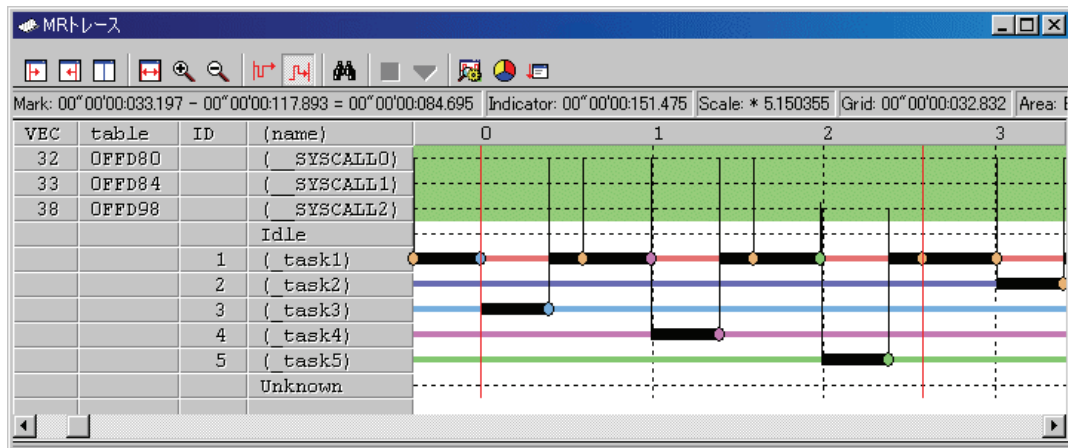 MRトレース
Mark: 00"00'00:033.197 - 00"00'00:117.893 = 00"00'00:084.695 Indicator: 00"00'00:151.475 Scale: * 5.150355 Grid: 00"00'00:032.832 Area:
VEC table ID (name) 0 1 2 3
32 0FFD80 (__SYSCALL0)
33 0FFD84 (__SYSCALL1)
38 0FFD98 (__SYSCALL2)
Idle
1 (_task1)
2 (_task2)
3 (_task3)
4 (_task4)
5 (_task5)
Unknown